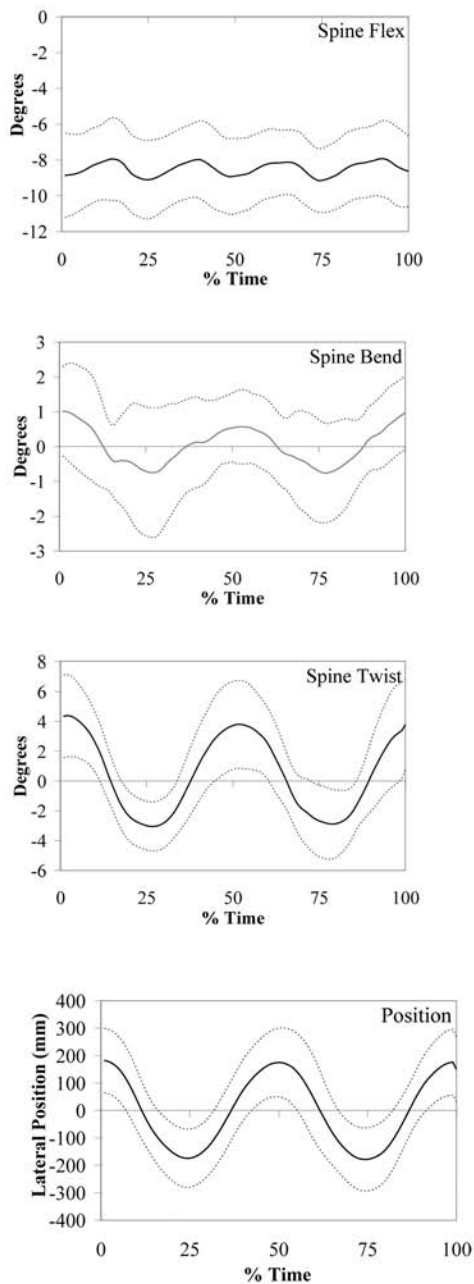 Spine Flex
0
-2
-4
-6
-8
-10
-12
Degrees
0 25 50 75 100
% Time
Spine Bend
3
2
1
0
-1
-2
-3
0 25 50 75 100
% Time
Spine Twist
8
6
4
2
0
-2
-4
-6
Degrees
0 25 50 75 100
% Time
Position
400
300
200
100
0
-100
-200
-300
-400
Lateral Position (mm)
0 25 50 75 100
% Time